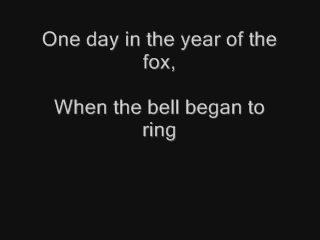 One day in the year of the
fox,
When the bell began to
ring